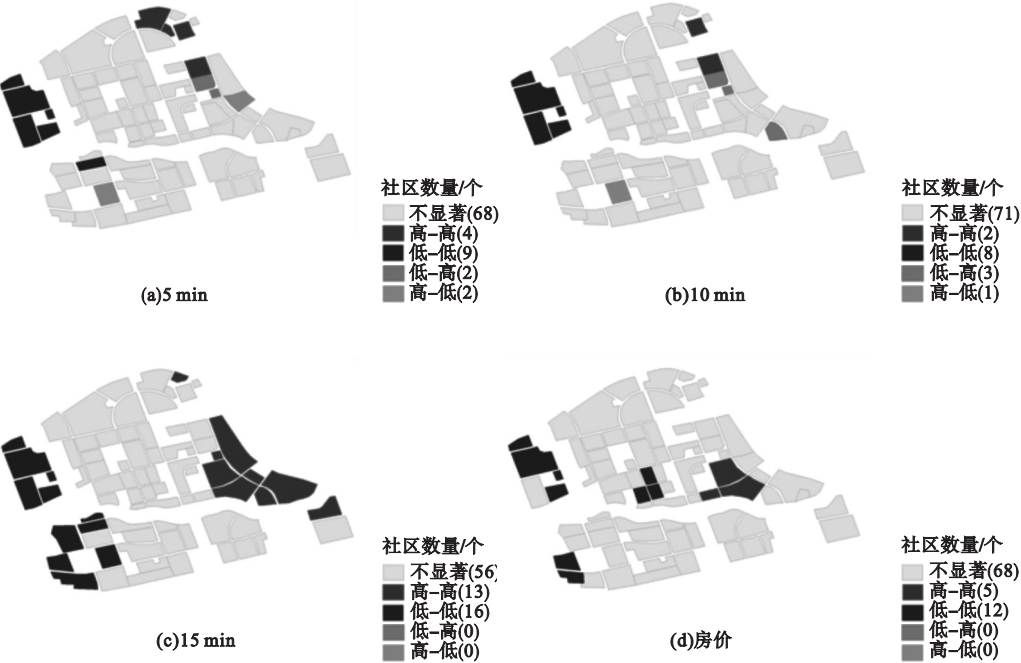 社区数量/个
不显著(68)
高-高(4)
低-低(9)
低-高(2)
高-低(2)
(a)5 min
社区数量/个
不显著(71)
高-高(2)
低-低(8)
低-高(3)
高-低(1)
(b)10 min
社区数量/个
不显著(56)
高-高(13)
低-低(16)
低-高(0)
高-低(0)
(c)15 min
社区数量/个
不显著(68)
高-高(5)
低-低(12)
低-高(0)
高-低(0)
(d)房价